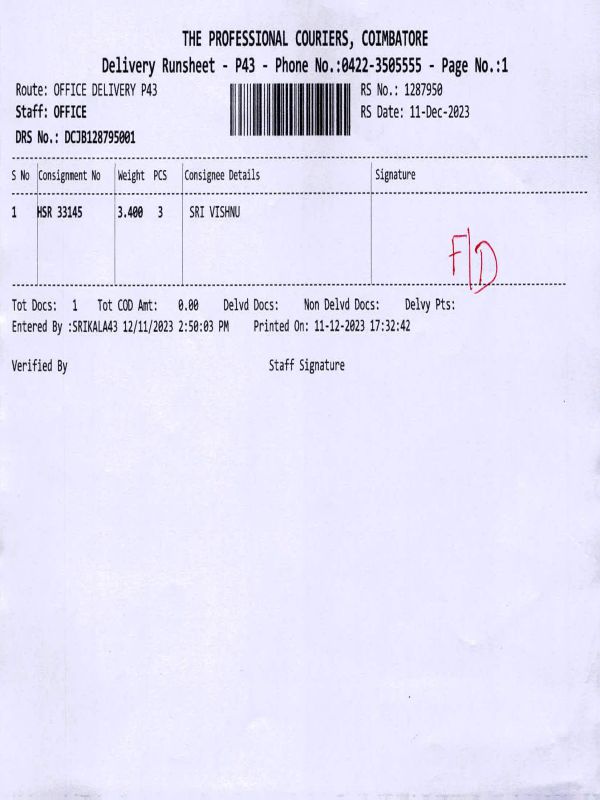 THE PROFESSIONAL COURIERS, COIMBATORE
Delivery Runsheet - P43 - Phone No.:0422-3505555 - Page No.:1
Route: OFFICE DELIVERY P43 RS No.: 1287950
Staff: OFFICE RS Date: 11-Dec-2023
DRS No.: DCJB128795001
S No Consignment No Weight PCS Consignee Details Signature
1 HSR 33145 3.400 3 SRI VISHNU
F/D
Tot Docs: 1 Tot COD Amt: 0.00 Delvd Docs: Non Delvd Docs: Delvy Pts:
Entered By :SRIKALA43 12/11/2023 2:50:03 PM Printed On: 11-12-2023 17:32:42
Verified By Staff Signature